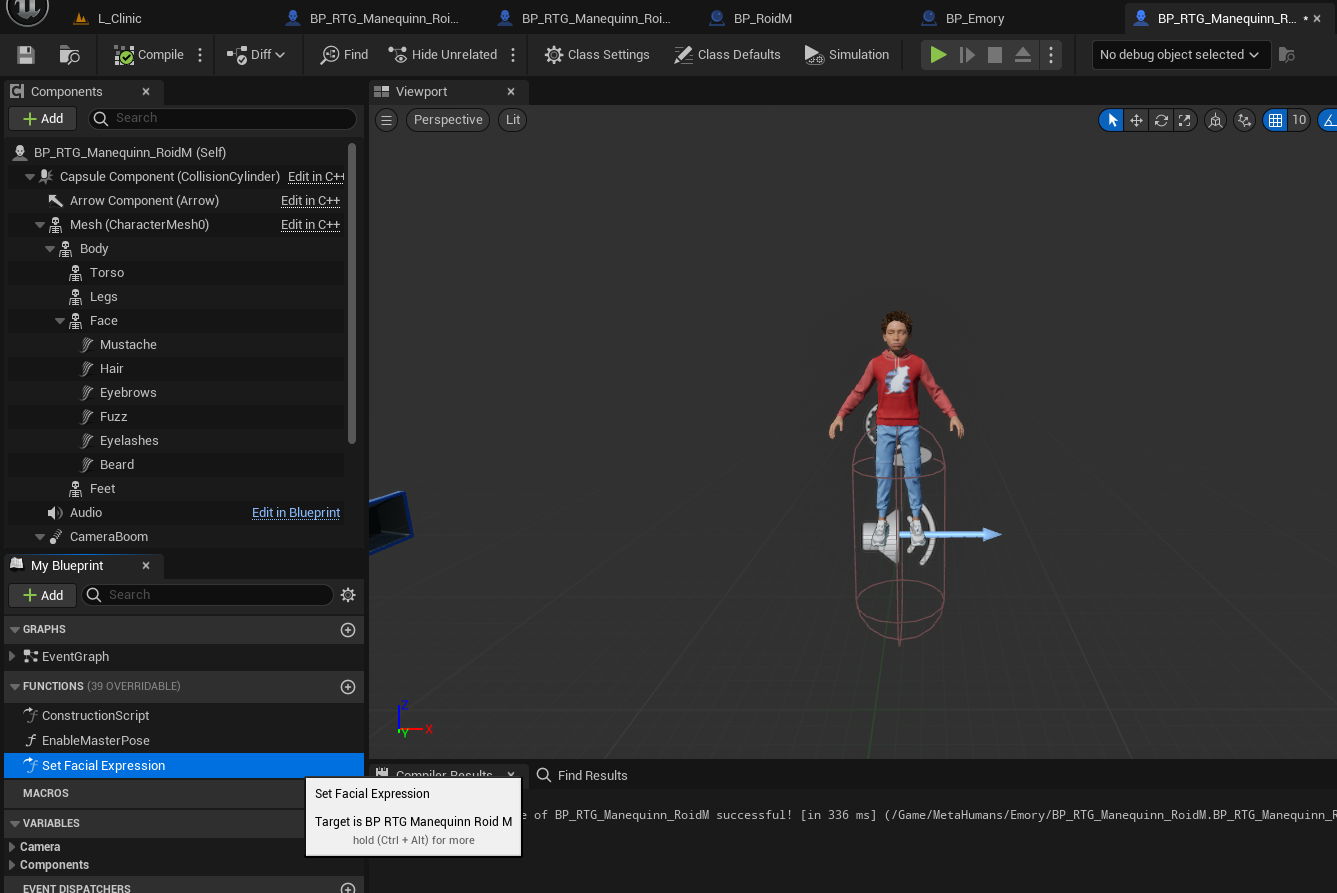 L_Clinic
BP_RTG_Manequinn_Roi...
BP_RTG_Manequinn_Roi...
BP_RoidM
BP_Emory
BP_RTG_Manequinn_R...
Compile
Diff
Find
Hide Unrelated
Class Settings
Class Defaults
Simulation
No debug object selected
Components
Add
Search
BP_RTG_Manequinn_RoidM (Self)
Capsule Component (CollisionCylinder) Edit in C++
Arrow Component (Arrow) Edit in C++
Mesh (CharacterMesh0) Edit in C++
Body
Torso
Legs
Face
Mustache
Hair
Eyebrows
Fuzz
Eyelashes
Beard
Feet
Audio Edit in Blueprint
CameraBoom
My Blueprint
Add
Search
GRAPHS
EventGraph
FUNCTIONS (39 OVERRIDABLE)
ConstructionScript
EnableMasterPose
Set Facial Expression
MACROS
VARIABLES
Camera
Components
EVENT DISPATCHERS
Viewport
Perspective
Lit
10
Z
X
Y
Compiler Results
Find Results
e of BP_RTG_Manequinn_RoidM successful! [in 336 ms] (/Game/MetaHumans/Emory/BP_RTG_Manequinn_RoidM.BP_RTG_Manequinn_R
Set Facial Expression
Target is BP RTG Manequinn Roid M
hold (Ctrl + Alt) for more